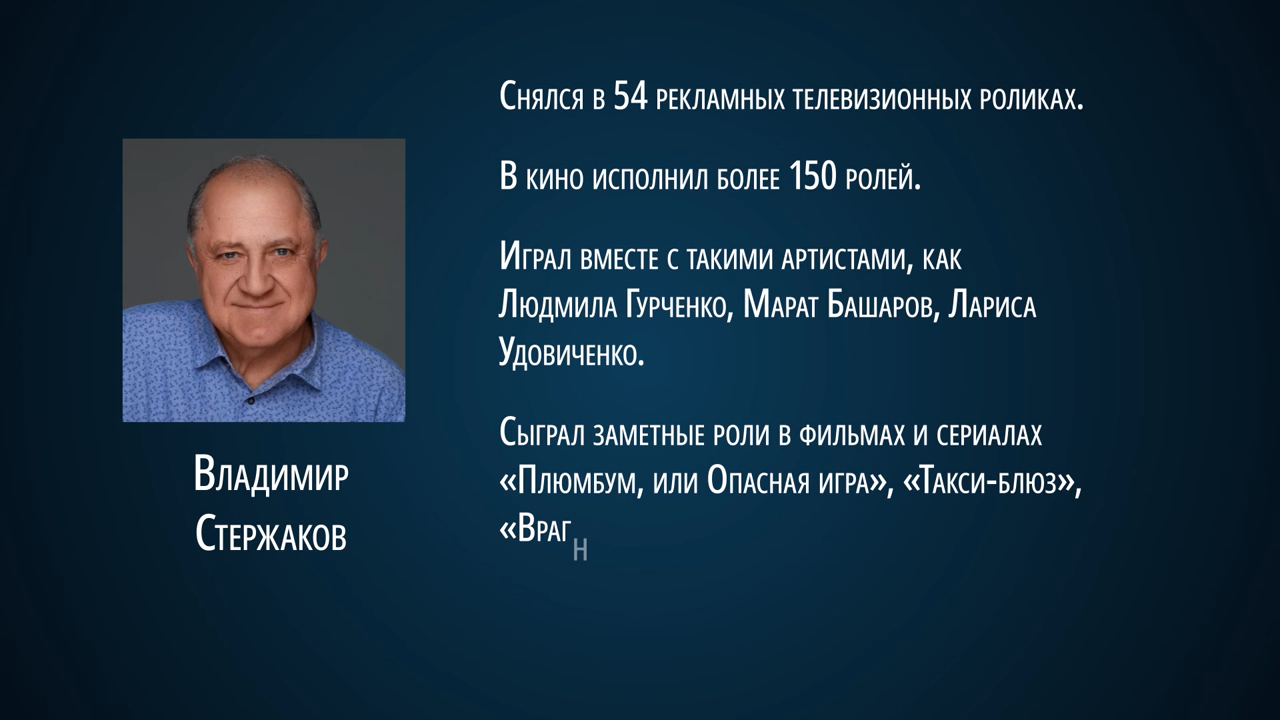 Владимир
Стержаков
Снялся в 54 рекламных телевизионных роликах.
В кино исполнил более 150 ролей.
Играл вместе с такими артистами, как
Людмила Гурченко, Марат Башаров, Лариса
Удовиченко.
Сыграл заметные роли в фильмах и сериалах
«Плюмбум, или Опасная игра», «Такси-блюз»,
«Враг н